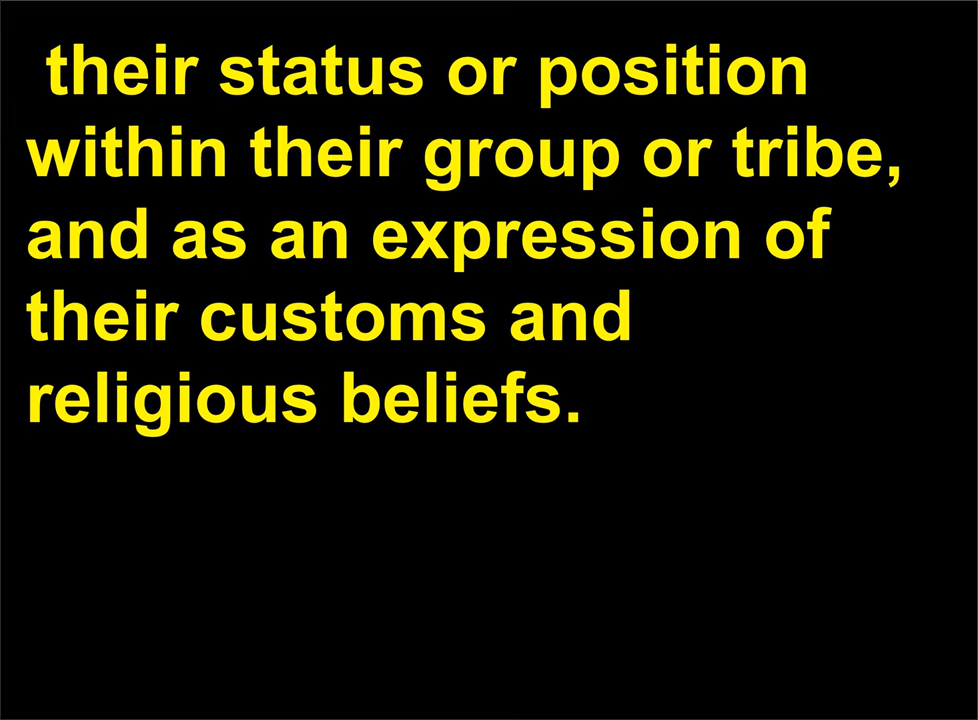 their status or position
within their group or tribe,
and as an expression of
their customs and
religious beliefs.